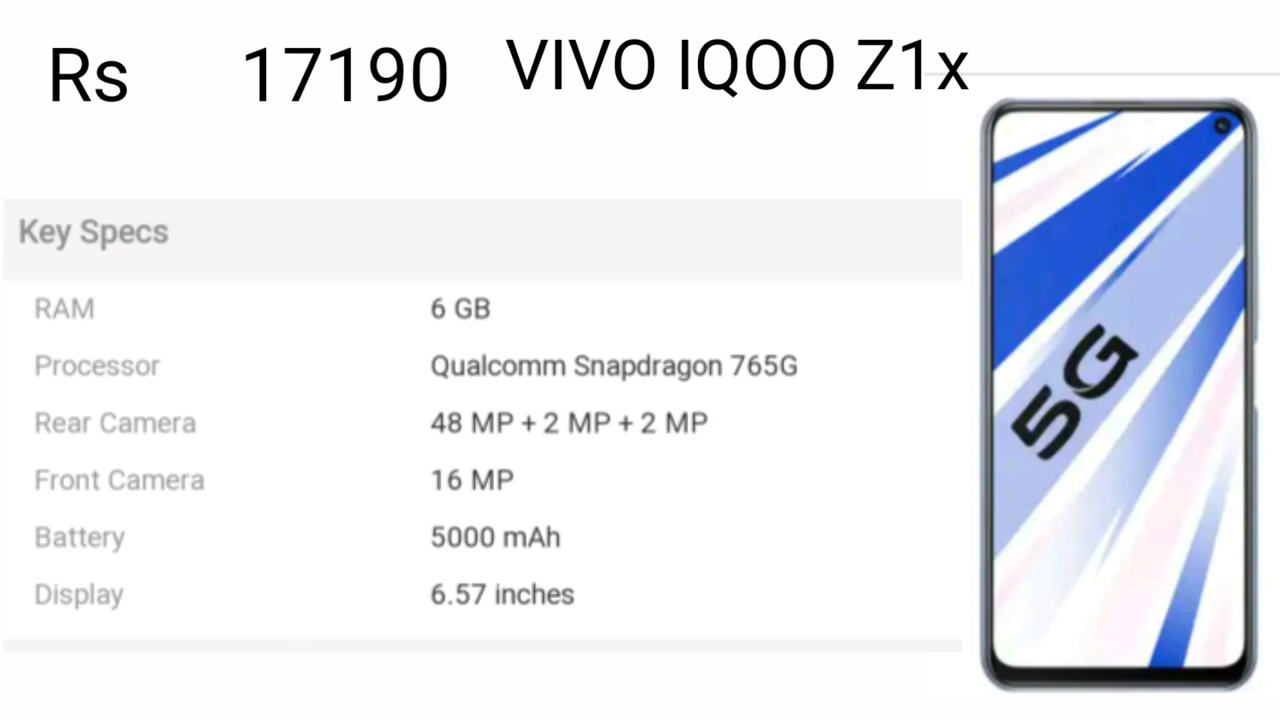 Rs 17190 VIVO IQOO Z1x
Key Specs
RAM 6 GB
Processor Qualcomm Snapdragon 765G
Rear Camera 48 MP + 2 MP + 2 MP
Front Camera 16 MP
Battery 5000 mAh
Display 6.57 inches
5G